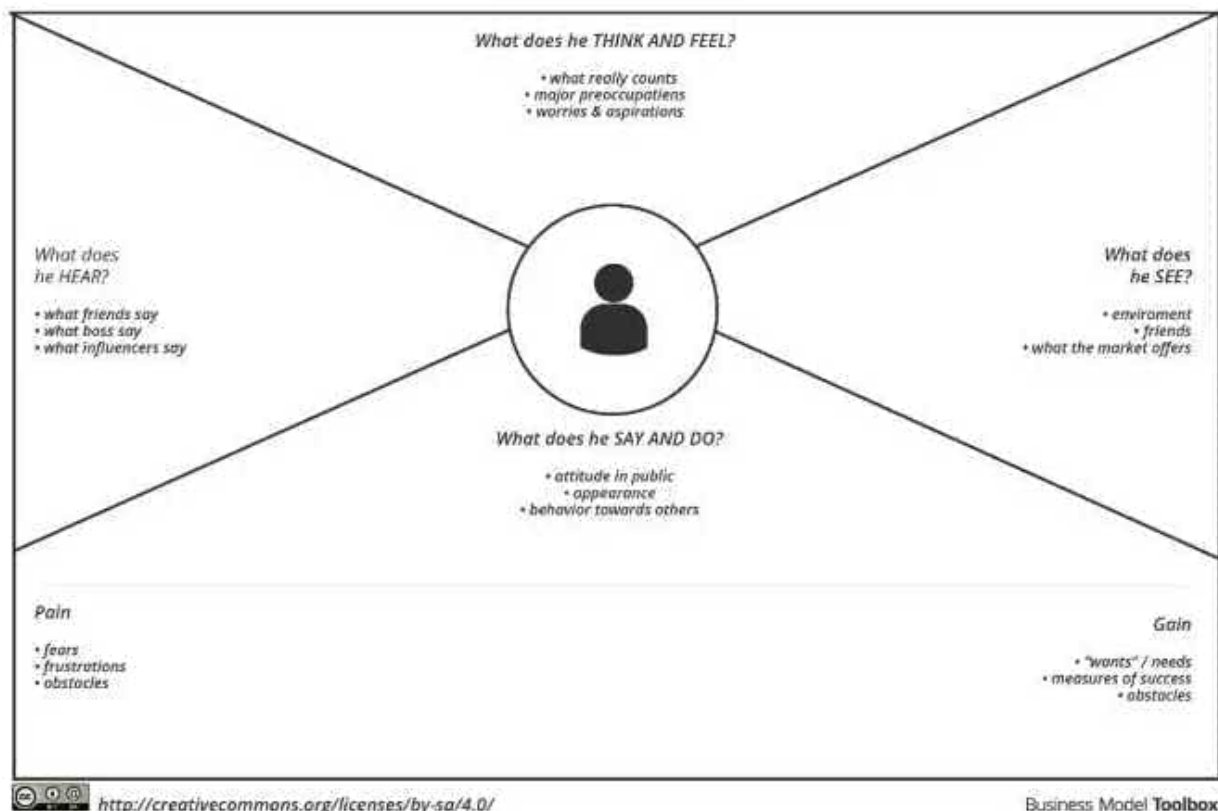 What does he THINK AND FEEL?
• what really counts
• major preoccupatiens
• worries & aspirations
What does
he HEAR?
• what friends say
• what boss say
• what influencers say
What does
he SEE?
• enviroment
• friends
• what the market offers
What does he SAY AND DO?
• attitude in public
• appearance
• behavior towards others
Pain
• fears
• frustrations
• obstacles
Gain
• "wants" / needs
• measures of success
• obstacles
cc
http://creativecommons.org/licenses/by-sa/4.0/
Business Model Toolbox